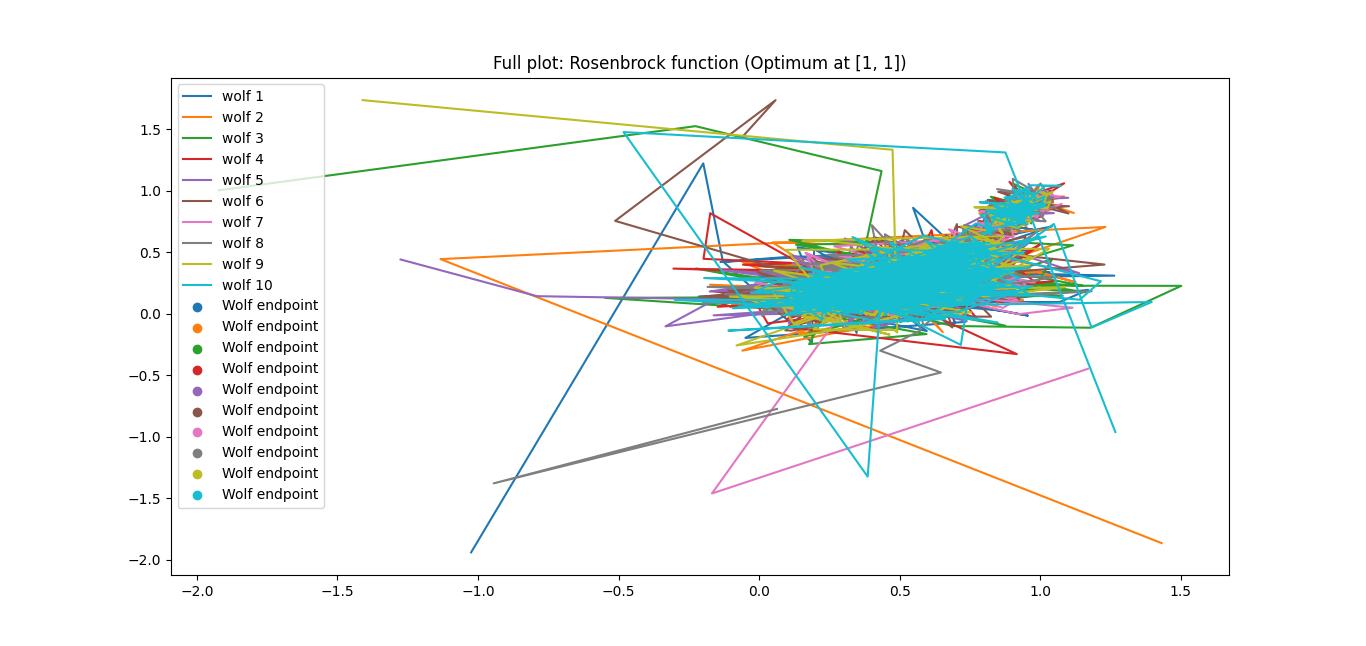 Full plot: Rosenbrock function (Optimum at [1, 1])
wolf 1
wolf 2
wolf 3
wolf 4
wolf 5
wolf 6
wolf 7
wolf 8
wolf 9
wolf 10
Wolf endpoint
Wolf endpoint
Wolf endpoint
Wolf endpoint
Wolf endpoint
Wolf endpoint
Wolf endpoint
Wolf endpoint
Wolf endpoint
Wolf endpoint
1.5
1.0
0.5
0.0
−0.5
−1.0
−1.5
−2.0
−2.0 −1.5 −1.0 −0.5 0.0 0.5 1.0 1.5